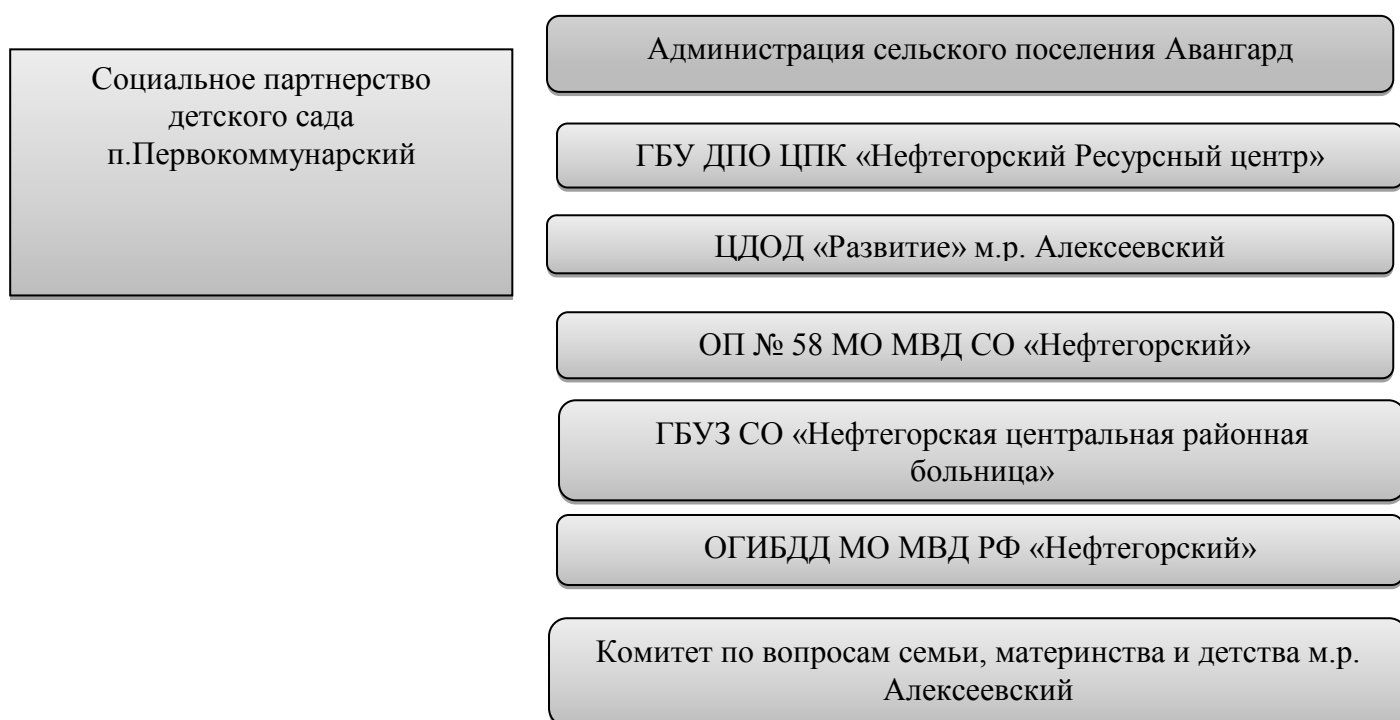 Социальное партнерство
детского сада
п.Первокоммунарский
Администрация сельского поселения Авангард
ГБУ ДПО ЦПК «Нефтегорский Ресурсный центр»
ЦДОД «Развитие» м.р. Алексеевский
ОП № 58 МО МВД СО «Нефтегорский»
ГБУЗ СО «Нефтегорская центральная районная
больница»
ОГИБДД МО МВД РФ «Нефтегорский»
Комитет по вопросам семьи, материнства и детства м.р.
Алексеевский